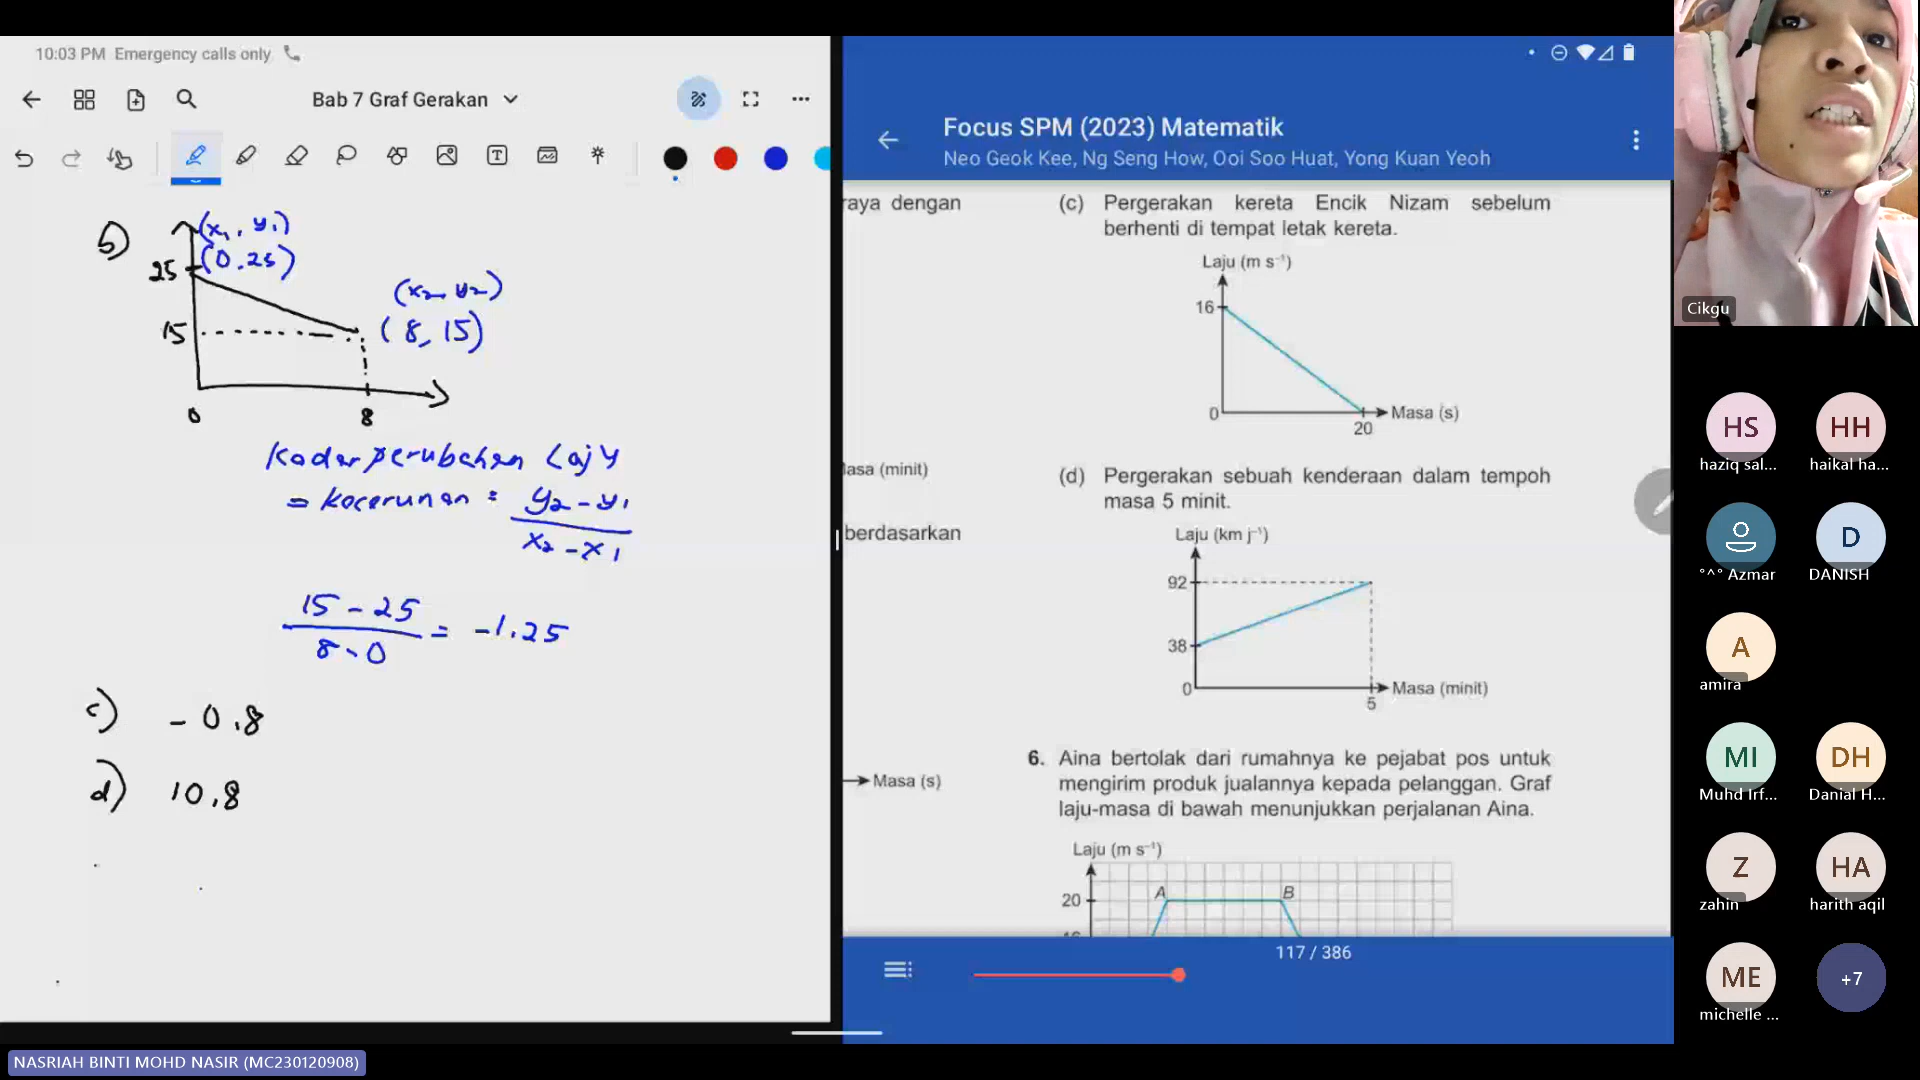 10:03 PM Emergency calls only
Bab 7 Graf Gerakan
b)
(x1, y1)
(0.25)
25
(x2, y2)
15
(8, 15)
0
8
Kadar perubahan Laju
= kecerunan = y2 - y1
x2 - x1
15 - 25
8 - 0
= -1.25
c) -0.8
d) 10.8
Focus SPM (2023) Matematik
Neo Geok Kee, Ng Seng How, Ooi Soo Huat, Yong Kuan Yeoh
raya dengan
asa (minit)
berdasarkan
Masa (s)
(c) Pergerakan kereta Encik Nizam sebelum
berhenti di tempat letak kereta.
Laju (m s⁻¹)
16
0
20
Masa (s)
(d) Pergerakan sebuah kenderaan dalam tempoh
masa 5 minit.
Laju (km j⁻¹)
92
38
0
5
Masa (minit)
6. Aina bertolak dari rumahnya ke pejabat pos untuk
mengirim produk jualannya kepada pelanggan. Graf
laju-masa di bawah menunjukkan perjalanan Aina.
Laju (m s⁻¹)
20
A
B
117 / 386
Cikgu
HS
haziq sal...
HH
haikal ha...
°^° Azmar
D
DANISH
A
amira
MI
Muhd Irf...
DH
Danial H...
Z
zahin
HA
harith aqil
ME
michelle ...
+7
NASRIAH BINTI MOHD NASIR (MC230120908)